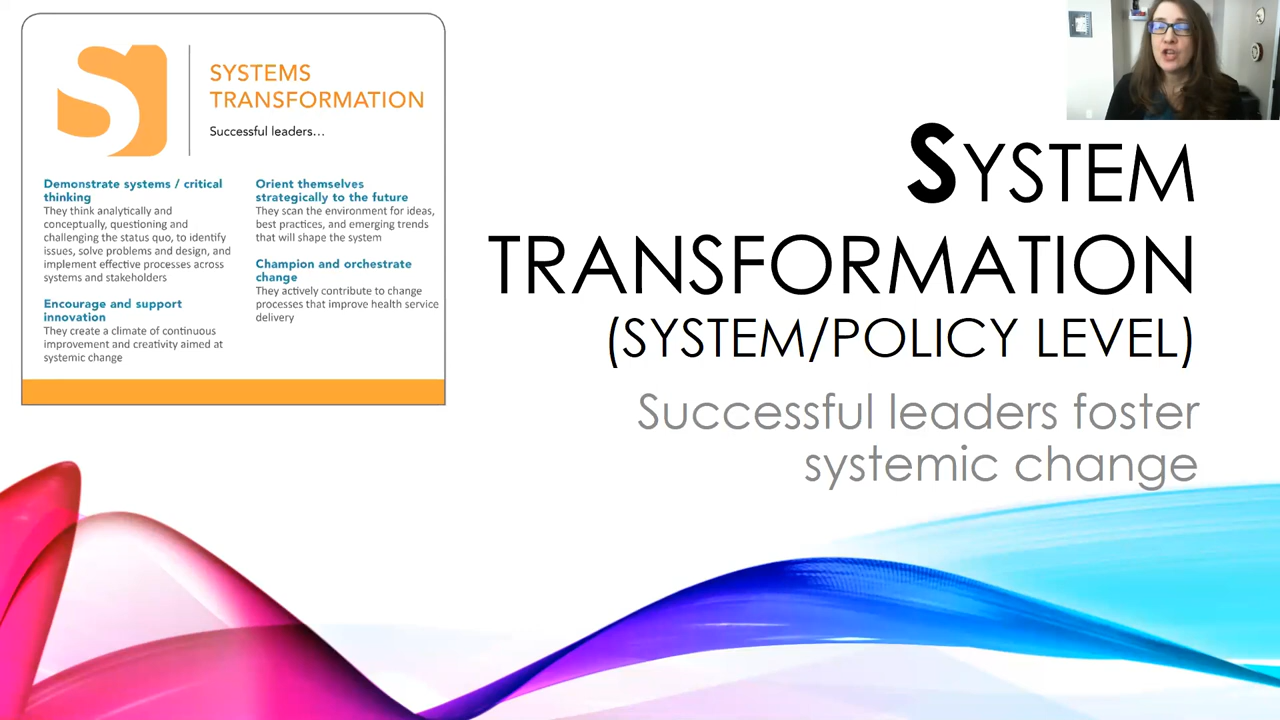 SYSTEMS
TRANSFORMATION
Successful leaders...
Demonstrate systems / critical
thinking
They think analytically and
conceptually, questioning and
challenging the status quo, to identify
issues, solve problems and design, and
implement effective processes across
systems and stakeholders
Encourage and support
innovation
They create a climate of continuous
improvement and creativity aimed at
systemic change
Orient themselves
strategically to the future
They scan the environment for ideas,
best practices, and emerging trends
that will shape the system
Champion and orchestrate
change
They actively contribute to change
processes that improve health service
delivery
SYSTEM
TRANSFORMATION
(SYSTEM/POLICY LEVEL)
Successful leaders foster
systemic change